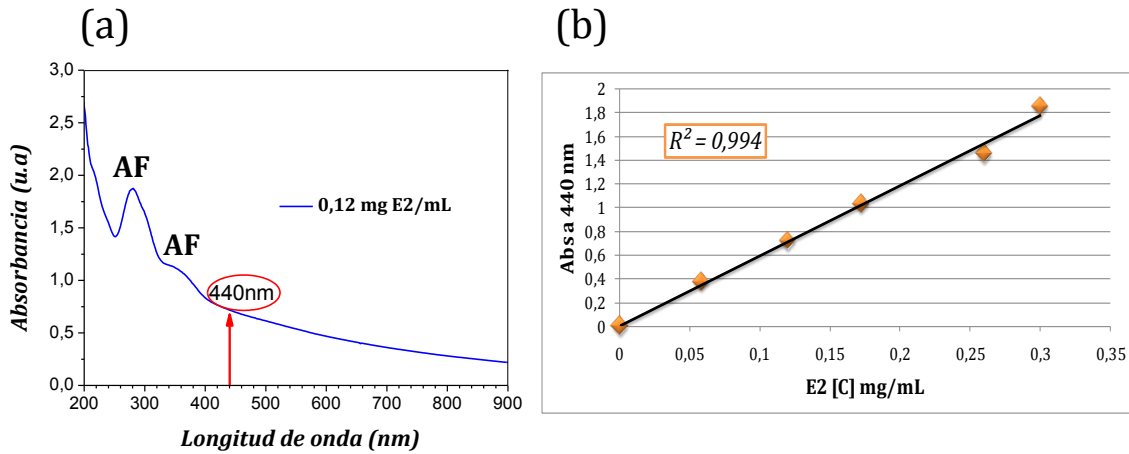 (a)
3,0
2,5
2,0
1,5
1,0
0,5
0,0
Absorbancia (u.a)
AF
AF
0,12 mg E2/mL
440nm
200 300 400 500 600 700 800 900
Longitud de onda (nm)
(b)
2
1,8
1,6
1,4
1,2
1
0,8
0,6
0,4
0,2
0
Abs a 440 nm
R² = 0,994
0 0,05 0,1 0,15 0,2 0,25 0,3 0,35
E2 [C] mg/mL